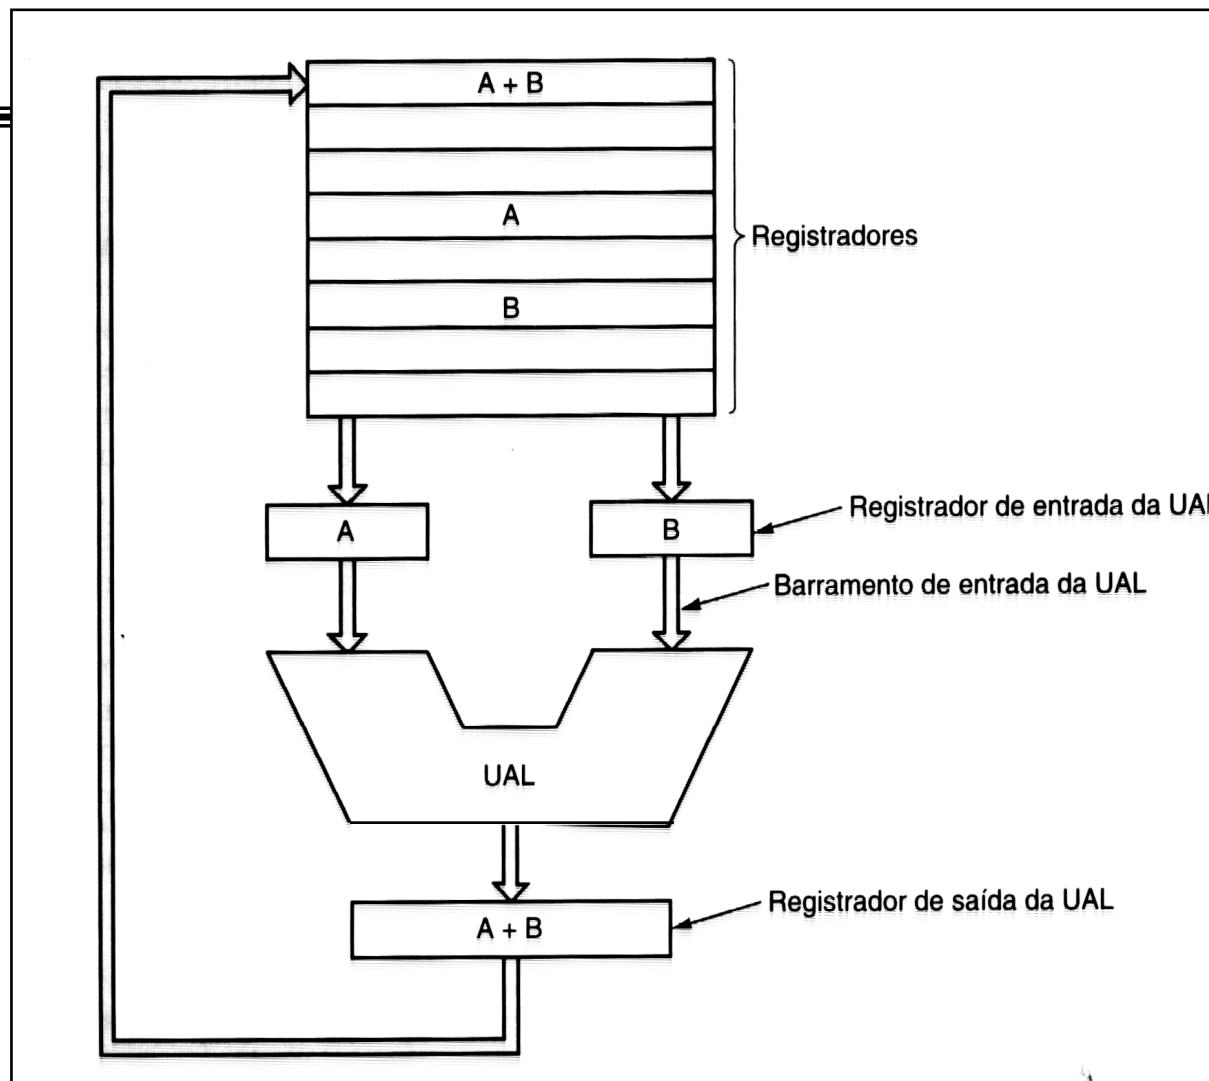 A + B
A
Registradores
B
A
B
Registrador de entrada da UAL
Barramento de entrada da UAL
UAL
Registrador de saída da UAL
A + B